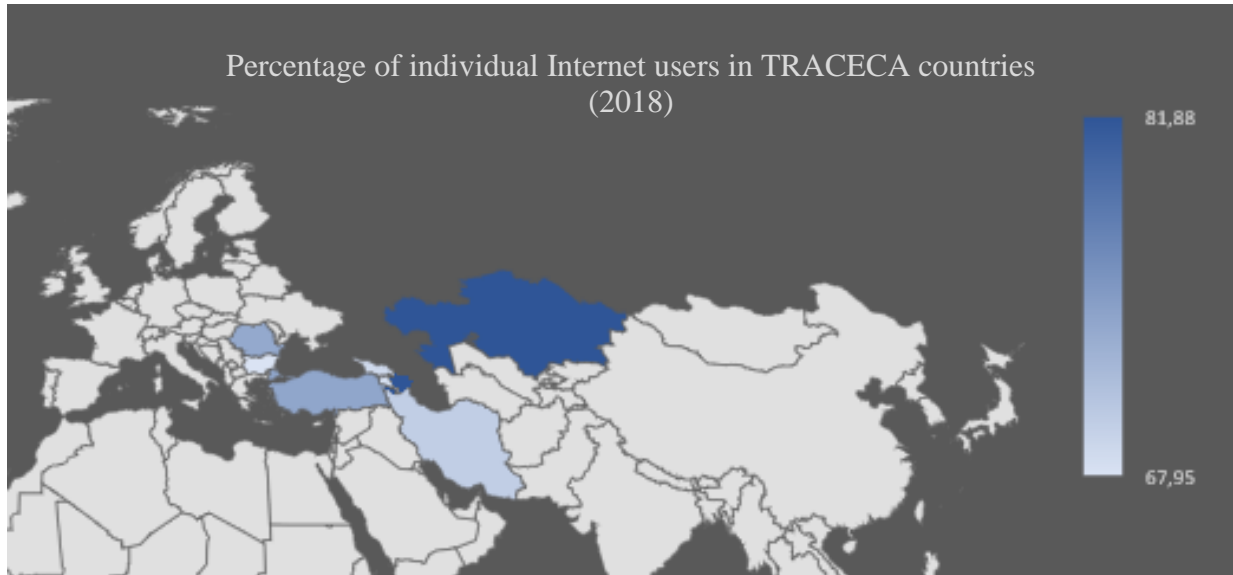 Percentage of individual Internet users in TRACECA countries
(2018)
81,88
67,95